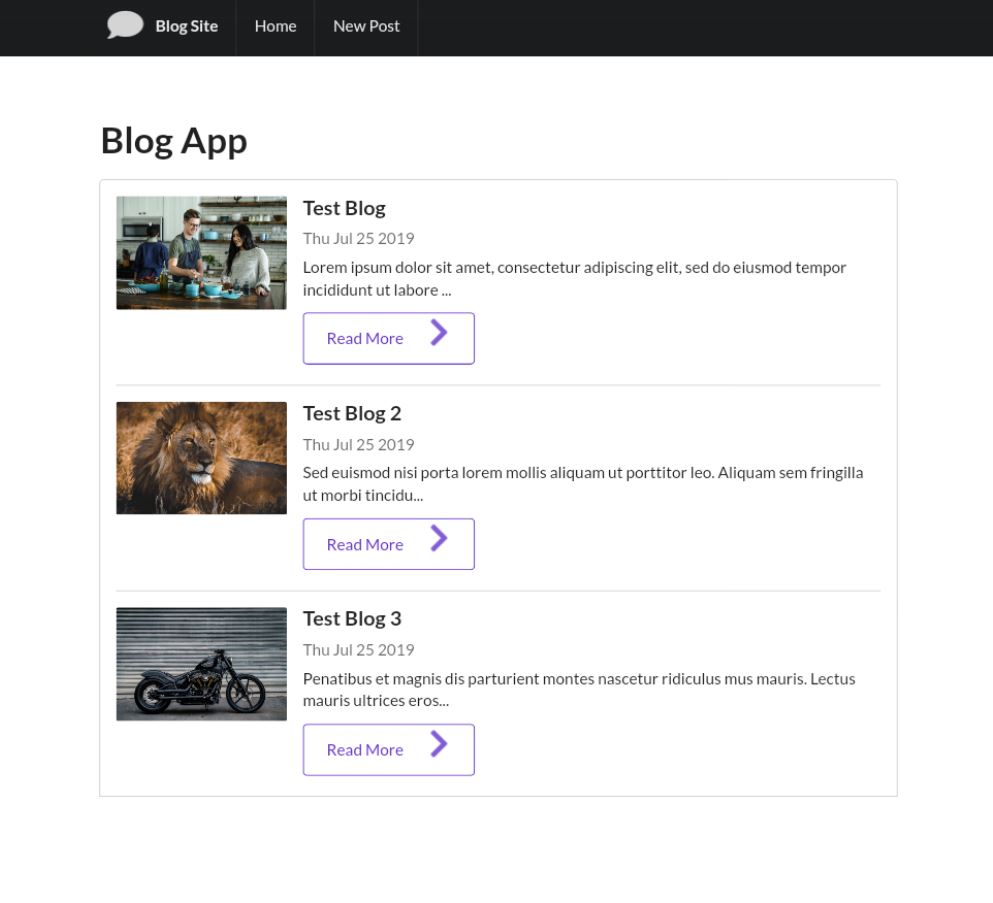 Blog Site
Home
New Post
Blog App
Test Blog
Thu Jul 25 2019
Lorem ipsum dolor sit amet, consectetur adipiscing elit, sed do eiusmod tempor
incididunt ut labore ...
Read More
Test Blog 2
Thu Jul 25 2019
Sed euismod nisi porta lorem mollis aliquam ut porttitor leo. Aliquam sem fringilla
ut morbi tincidu...
Read More
Test Blog 3
Thu Jul 25 2019
Penatibus et magnis dis parturient montes nascetur ridiculus mus mauris. Lectus
mauris ultrices eros...
Read More